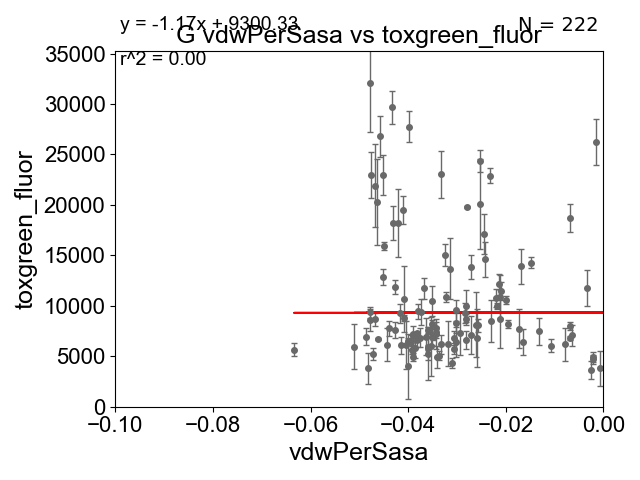 y = -1.17x + 9300.33
N = 222
G vdwPerSasa vs toxgreen_fluor
r^2 = 0.00
toxgreen_fluor
35000
30000
25000
20000
15000
10000
5000
0
−0.10 −0.08 −0.06 −0.04 −0.02 0.00
vdwPerSasa